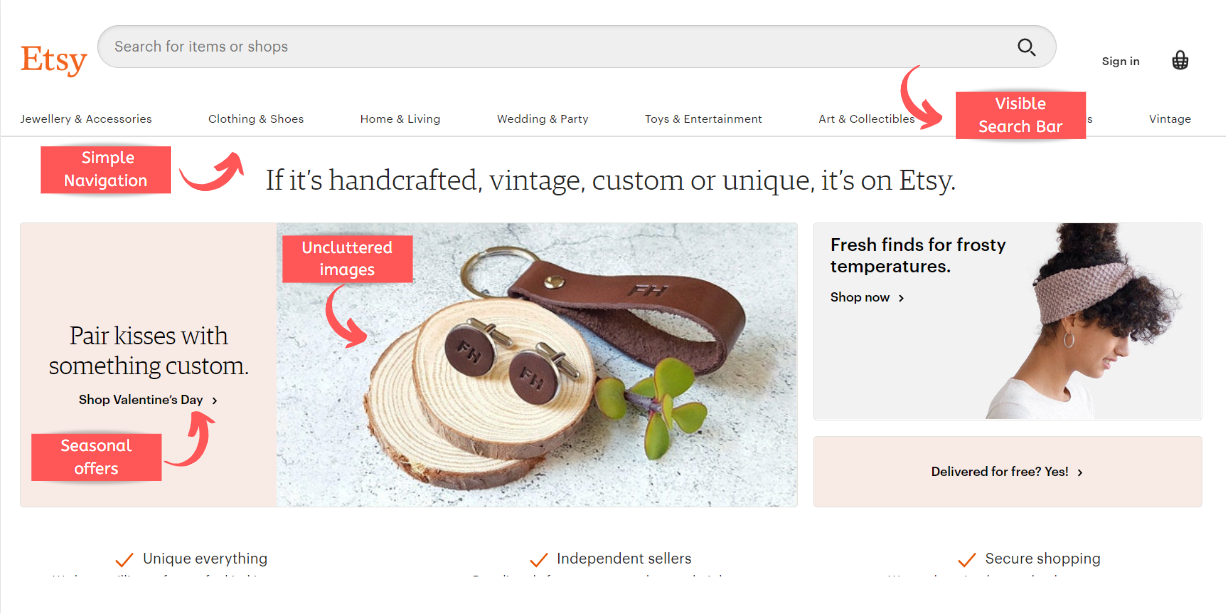 Etsy
Search for items or shops
Sign in
Jewellery & Accessories Clothing & Shoes Home & Living Wedding & Party Toys & Entertainment Art & Collectibles Vintage
Visible
Search Bar
Simple
Navigation
If it's handcrafted, vintage, custom or unique, it's on Etsy.
Uncluttered
images
Pair kisses with
something custom.
Shop Valentine's Day
Seasonal
offers
FH
FH
FH
Fresh finds for frosty
temperatures.
Shop now
Delivered for free? Yes!
Unique everything
Independent sellers
Secure shopping